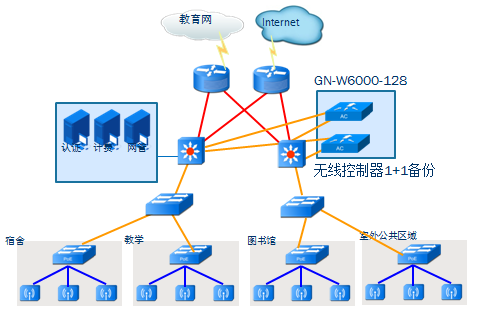 教育网
Internet
GN-W6000-128
AC
AC
认证 计费 网管
无线控制器1+1备份
宿舍
教学
图书馆
室外公共区域
PoE
PoE
PoE
PoE